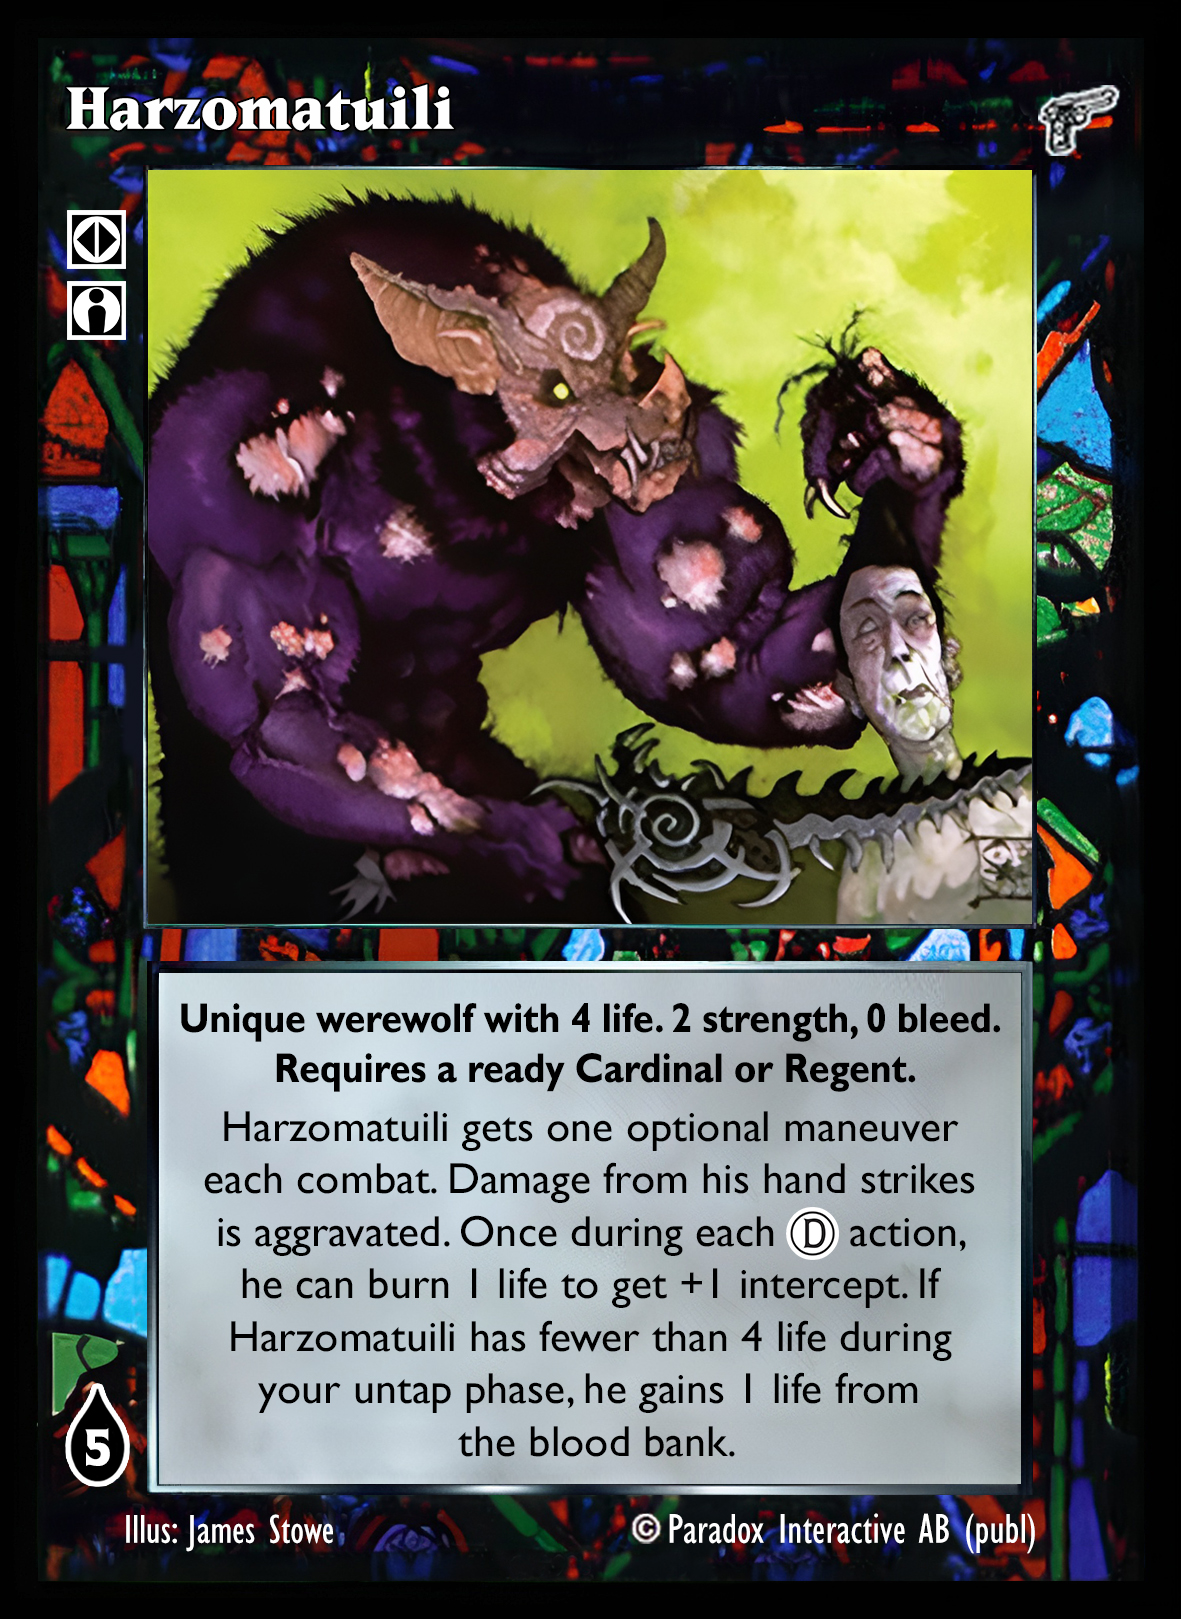 Harzomatuili
Unique werewolf with 4 life. 2 strength, 0 bleed.
Requires a ready Cardinal or Regent.
Harzomatuili gets one optional maneuver
each combat. Damage from his hand strikes
is aggravated. Once during each Ⓓ action,
he can burn 1 life to get +1 intercept. If
Harzomatuili has fewer than 4 life during
your untap phase, he gains 1 life from
the blood bank.
5
Illus: James Stowe
© Paradox Interactive AB (publ)